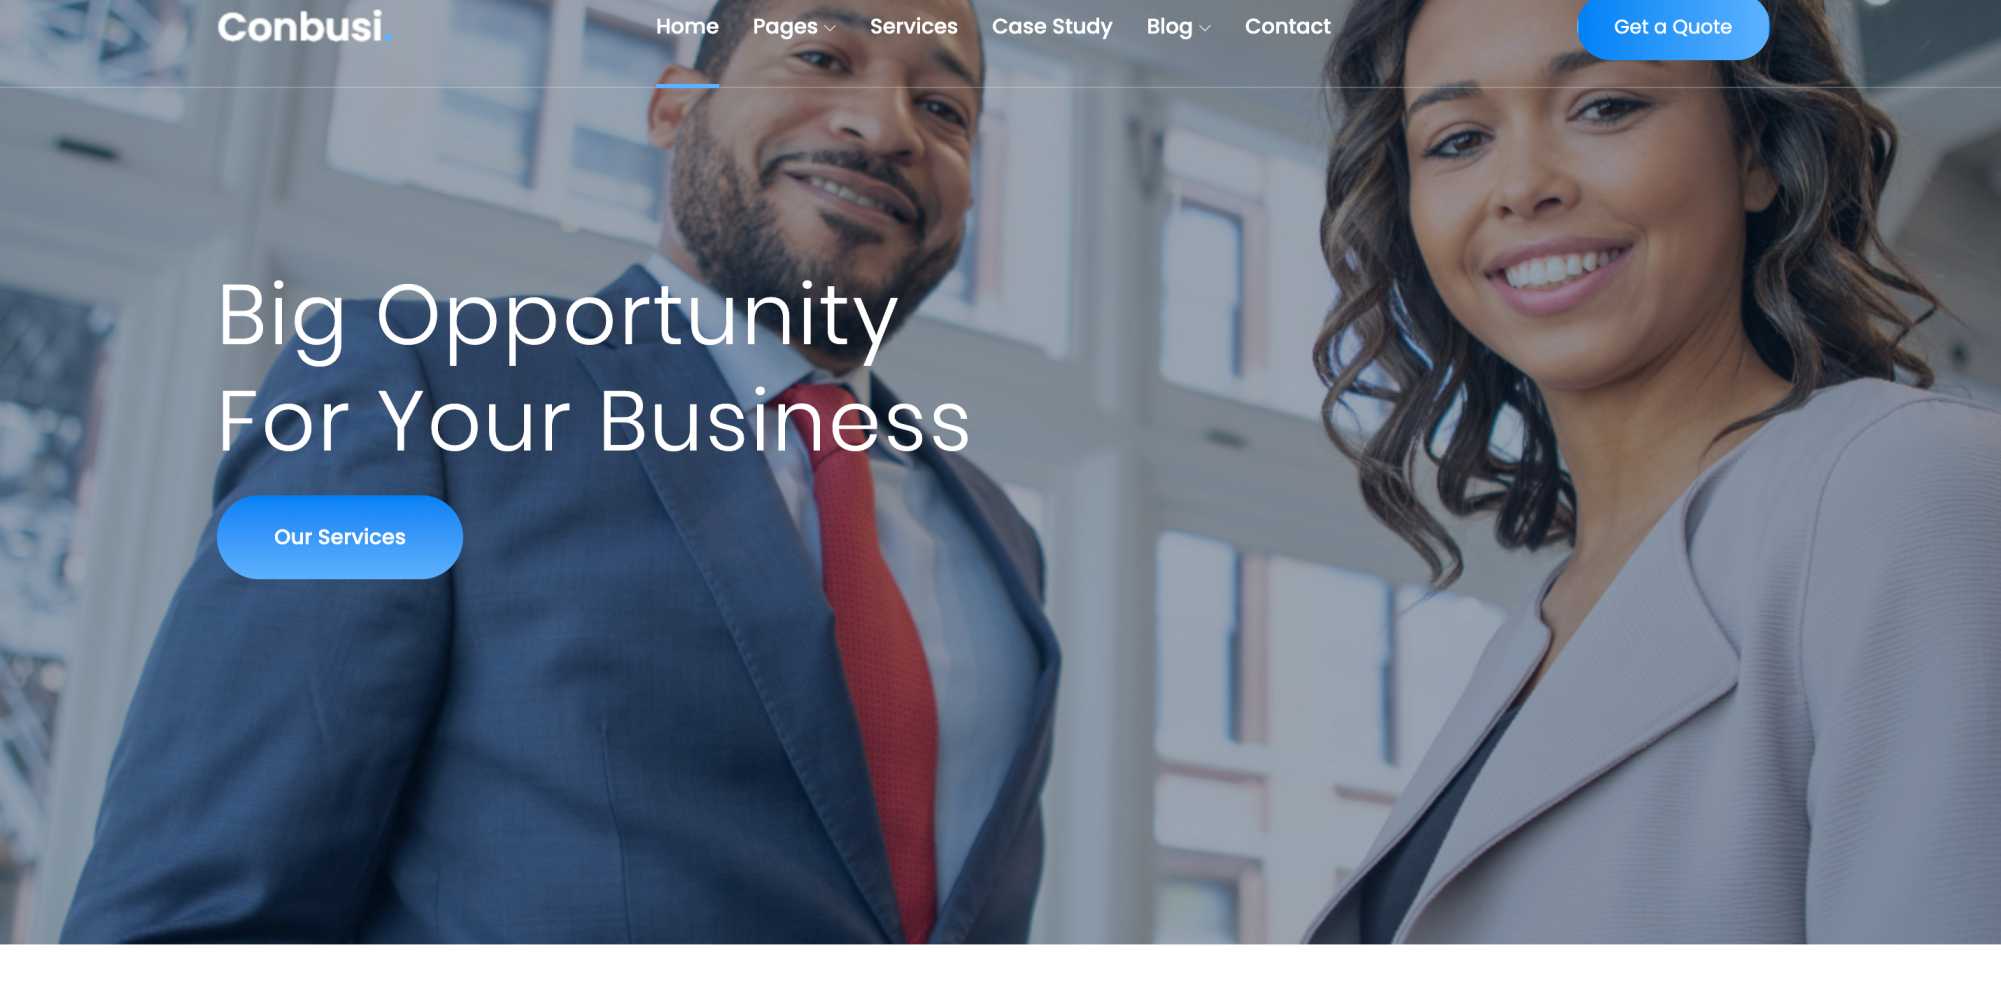 Conbusi.
Home Pages Services Case Study Blog Contact
Get a Quote
Big Opportunity
For Your Business
Our Services